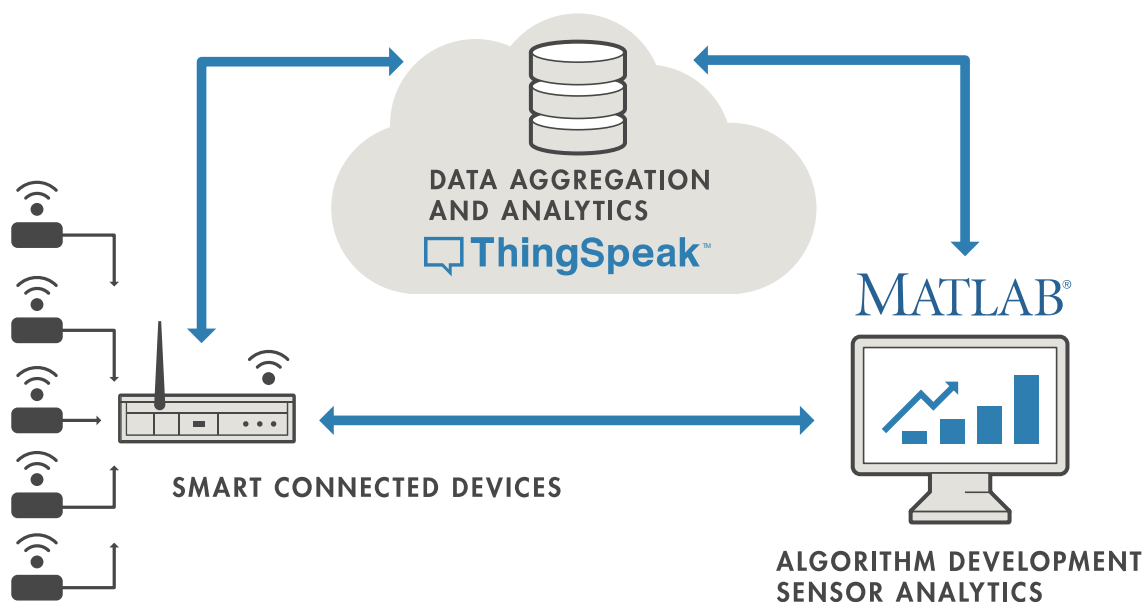 DATA AGGREGATION
AND ANALYTICS
ThingSpeak™
MATLAB®
SMART CONNECTED DEVICES
ALGORITHM DEVELOPMENT
SENSOR ANALYTICS